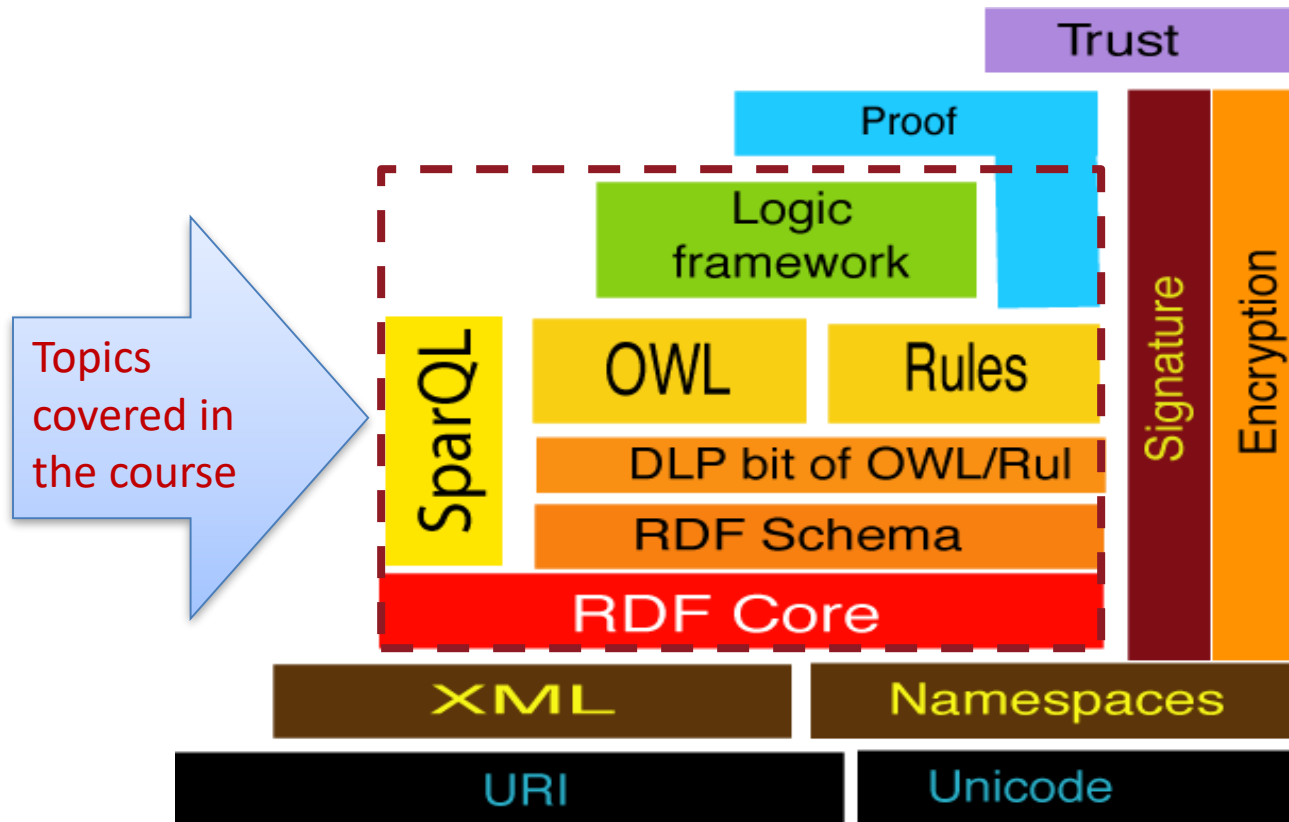 Trust
Proof
Logic
framework
Topics
covered in
the course
SparQL
OWL
Rules
Signature
Encryption
DLP bit of OWL/Rul
RDF Schema
RDF Core
XML
Namespaces
URI
Unicode